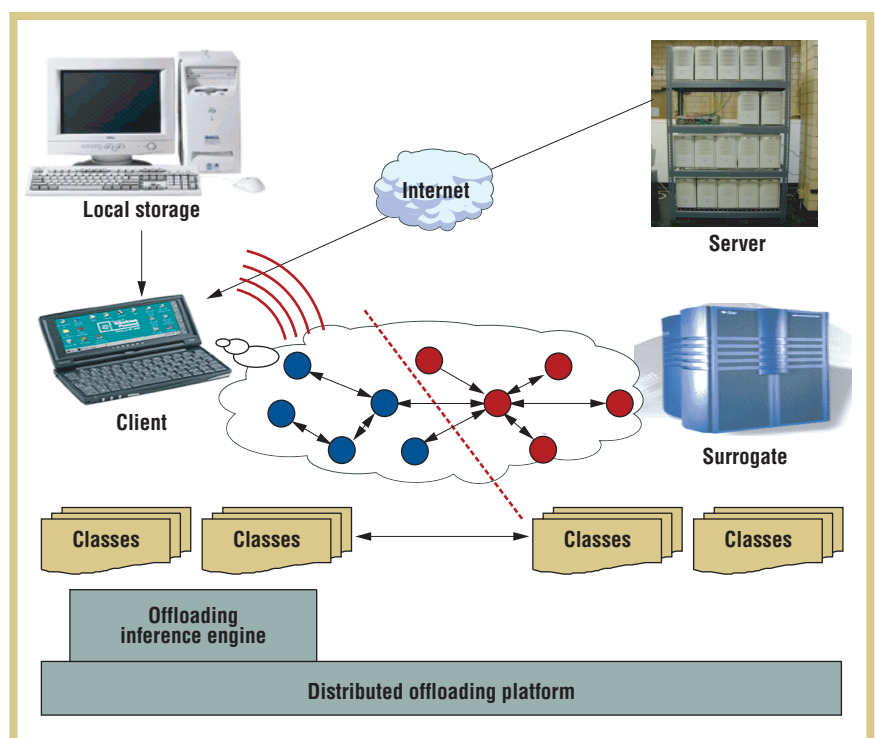 Local storage
Internet
Server
Client
Surrogate
Classes
Classes
Classes
Classes
Offloading
inference engine
Distributed offloading platform